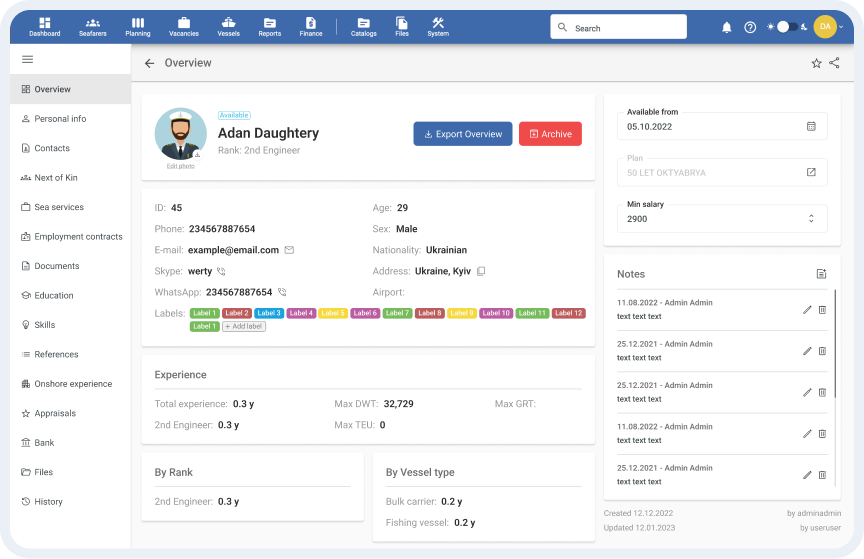 Dashboard Seafarers Planning Vacancies Vessels Reports Finance Catalogs Files System Search DA
Overview
Overview
Personal info
Contacts
Next of Kin
Sea services
Employment contracts
Documents
Education
Skills
References
Onshore experience
Appraisals
Bank
Files
History
Available
Adan Daughtery
Rank: 2nd Engineer
Edit photo
Export Overview
Archive
ID: 45
Phone: 234567887654
E-mail: example@email.com
Skype: werty
WhatsApp: 234567887654
Age: 29
Sex: Male
Nationality: Ukrainian
Address: Ukraine, Kyiv
Airport:
Labels: Label 1 Label 2 Label 3 Label 4 Label 5 Label 6 Label 7 Label 8 Label 9 Label 10 Label 11 Label 12
Label 1 + Add label
Experience
Total experience: 0.3 y Max DWT: 32,729 Max GRT:
2nd Engineer: 0.3 y Max TEU: 0
By Rank
2nd Engineer: 0.3 y
By Vessel type
Bulk carrier: 0.2 y
Fishing vessel: 0.2 y
Available from
05.10.2022
Plan
50 LET OKTYABRYA
Min salary
2900
Notes
11.08.2022 - Admin Admin
text text text
25.12.2021 - Admin Admin
text text text
25.12.2021 - Admin Admin
text text text
11.08.2022 - Admin Admin
text text text
25.12.2021 - Admin Admin
text text text
Created 12.12.2022 by adminadmin
Updated 12.01.2023 by useruser